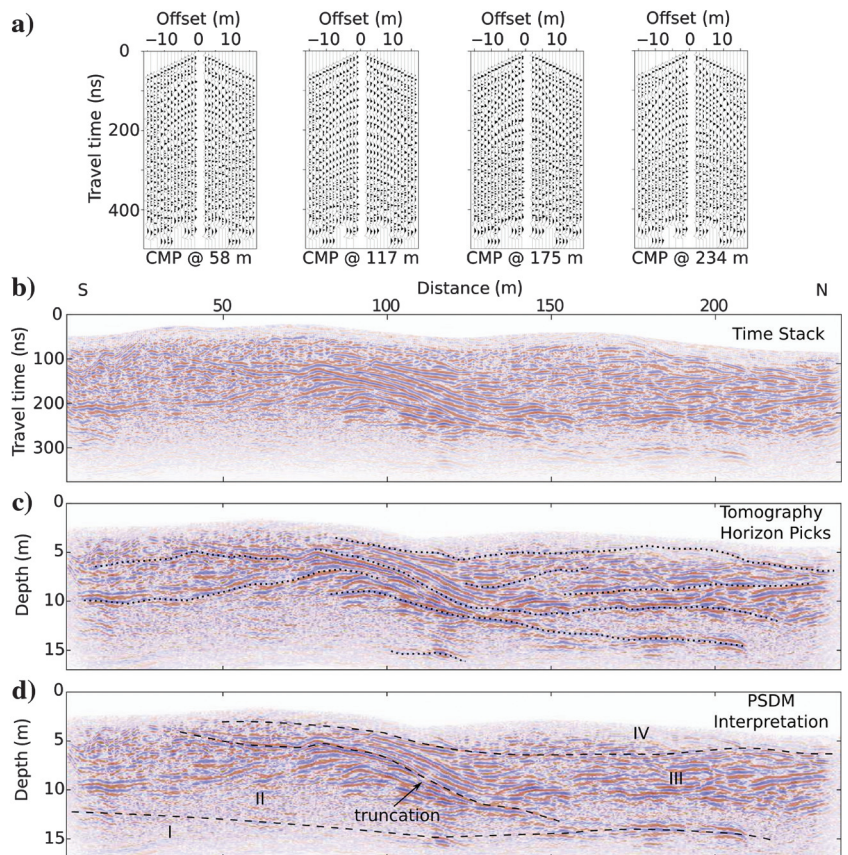 a)
Offset (m) Offset (m) Offset (m) Offset (m)
−10 0 10 −10 0 10 −10 0 10 −10 0 10
0
200
400
Travel time (ns)
CMP @ 58 m CMP @ 117 m CMP @ 175 m CMP @ 234 m
b)
S Distance (m) N
50 100 150 200
0
100
200
300
Travel time (ns)
Time Stack
c)
0
5
10
15
Depth (m)
Tomography
Horizon Picks
d)
0
5
10
15
Depth (m)
PSDM
Interpretation
IV
III
II
truncation
I